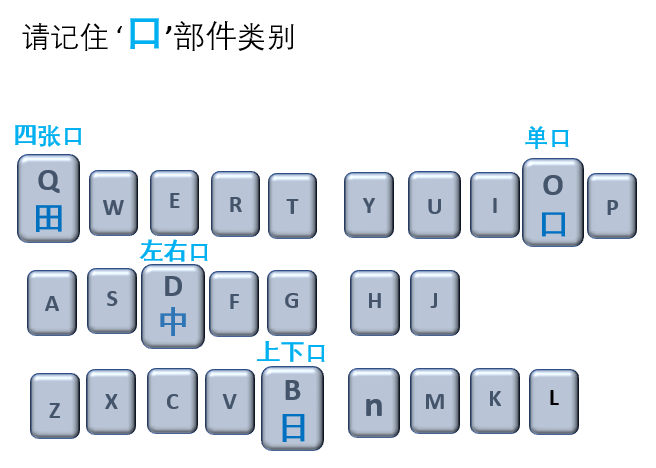 请记住‘口’部件类别
四张口 单口
Q W E R T Y U I O P
田 口
左右口
A S D F G H J
中
上下口
Z X C V B n M K L
日